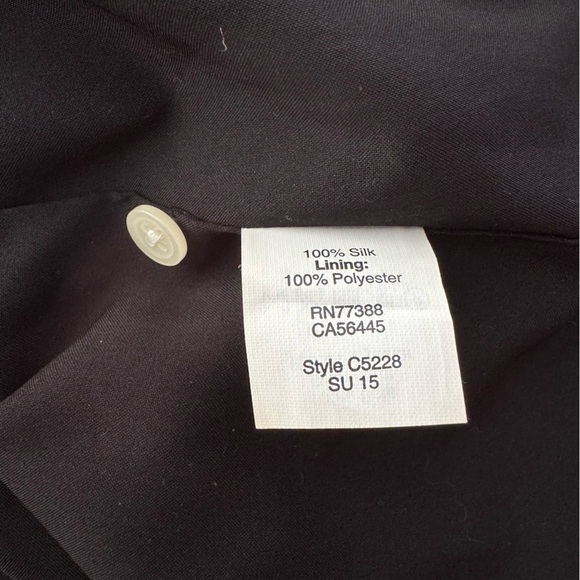 100% Silk
Lining:
100% Polyester
RN77388
CA56445
Style C5228
SU 15